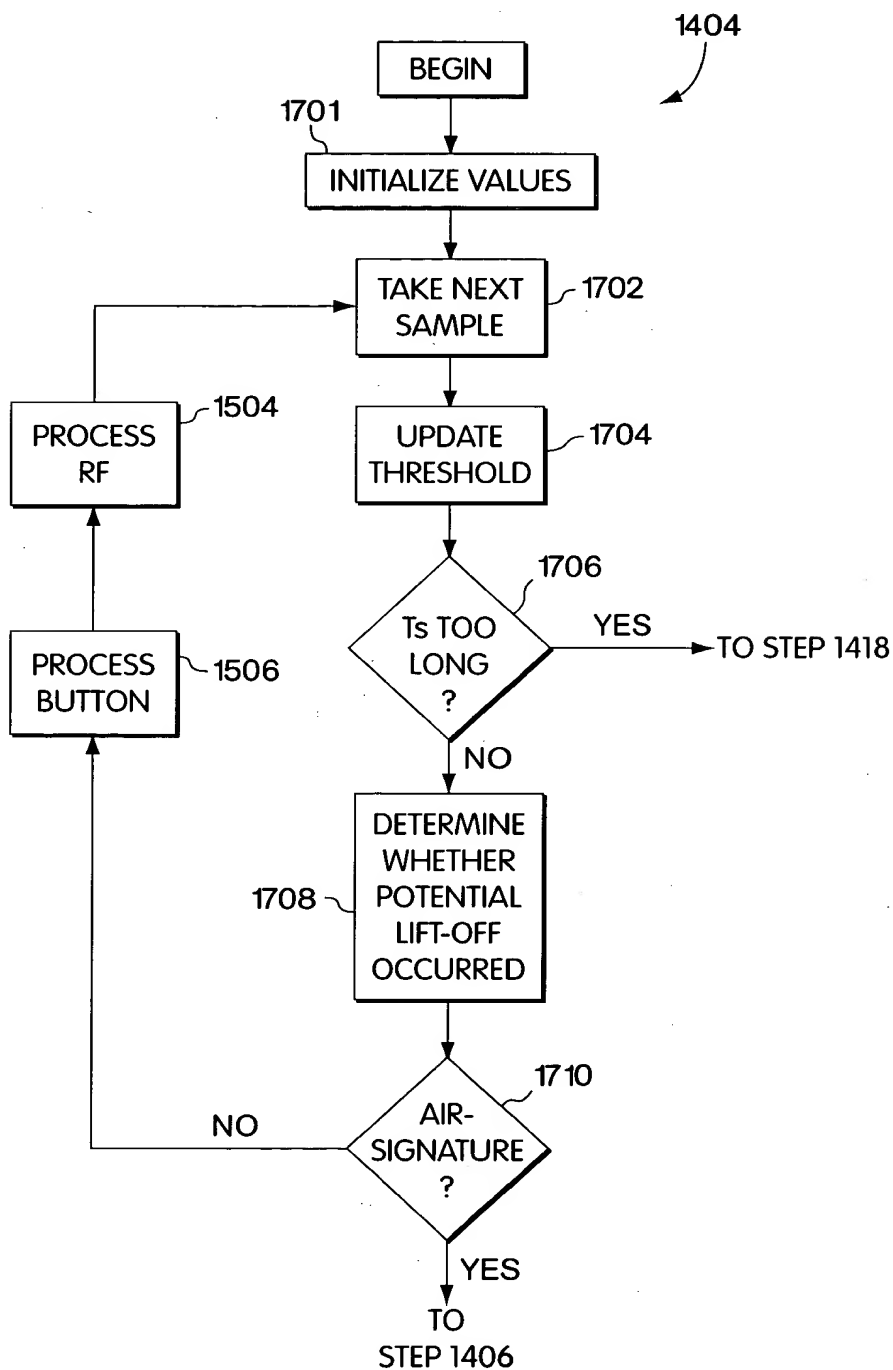 1404
BEGIN
1701
INITIALIZE VALUES
TAKE NEXT
SAMPLE
1702
PROCESS
RF
1504
UPDATE
THRESHOLD
1704
1706
Ts TOO
LONG
?
YES
TO STEP 1418
PROCESS
BUTTON
1506
NO
DETERMINE
WHETHER
POTENTIAL
LIFT-OFF
OCCURRED
1708
1710
AIR-
SIGNATURE
?
NO
YES
TO
STEP 1406